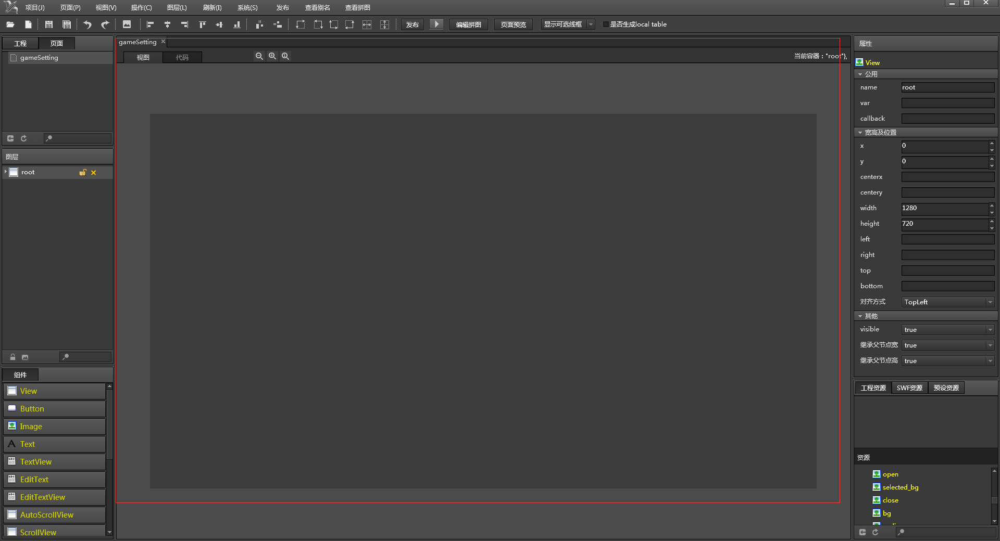 项目(J) 页面(P) 视图(V) 操作(C) 图层(L) 刷新(I) 系统(S) 发布 查看别名 查看拼图
发布 编辑拼图 页面预览 显示可选线框 是否生成local table
工程 页面
gameSetting
图层
root
组件
View
Button
Image
Text
TextView
EditText
EditTextView
AutoScrollView
ScrollView
gameSetting
视图 代码
当前容器："root"},
属性
View
公用
name root
var
callback
宽高及位置
x 0
y 0
centerx
centery
width 1280
height 720
left
right
top
bottom
对齐方式 TopLeft
其他
visible true
继承父节点宽 true
继承父节点高 true
工程资源 SWF资源 预设资源
资源
open
selected_bg
close
bg